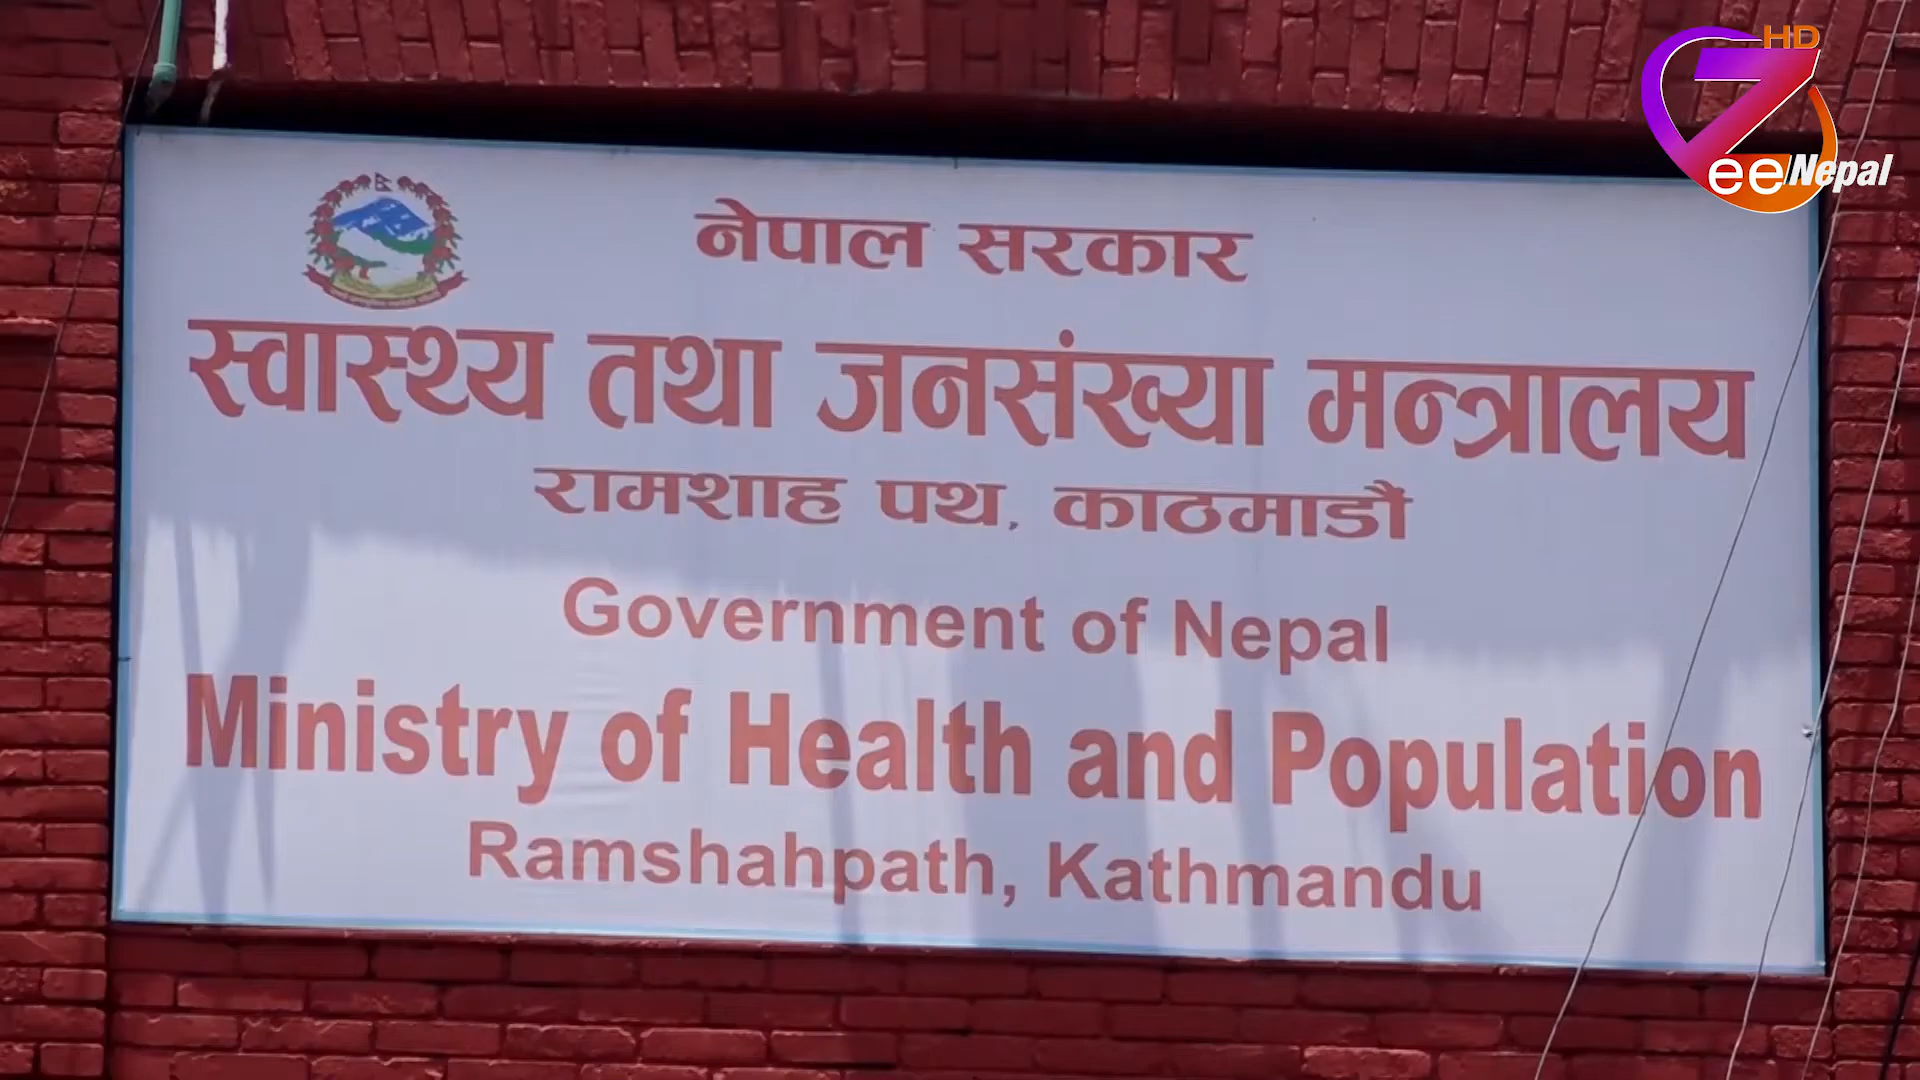 HD
Zee Nepal
नेपाल सरकार
स्वास्थ्य तथा जनसंख्या मन्त्रालय
रामशाह पथ, काठमाडौं
Government of Nepal
Ministry of Health and Population
Ramshahpath, Kathmandu